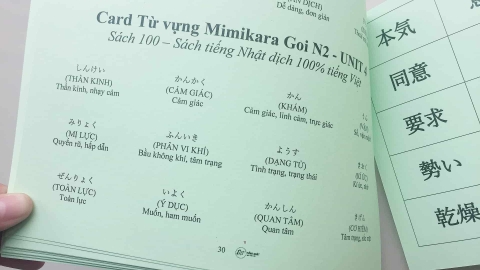 (ẨN DỊCH)
Dễ dàng, đơn giản
Card Từ vựng Mimikara Goi N2 - UNIT 4
Sách 100 – Sách tiếng Nhật dịch 100% tiếng Việt
しんけい
(THẦN KINH)
Thần kinh, nhạy cảm
かんかく
(CẢM GIÁC)
Cảm giác
かん
(KHÁM)
Cảm giác, linh cảm, trực giác
みりょく
(MỊ LỰC)
Quyến rũ, hấp dẫn
ふんいき
(PHÂN VI KHÍ)
Bầu không khí, tâm trạng
ようす
(DẠNG TỬ)
Tình trạng, trạng thái
ぜんりょく
(TOÀN LỰC)
Toàn lực
いよく
(Ý DỤC)
Muốn, ham muốn
かんしん
(QUAN TÂM)
Quan tâm
30
本気
同意
要求
勢い
乾燥